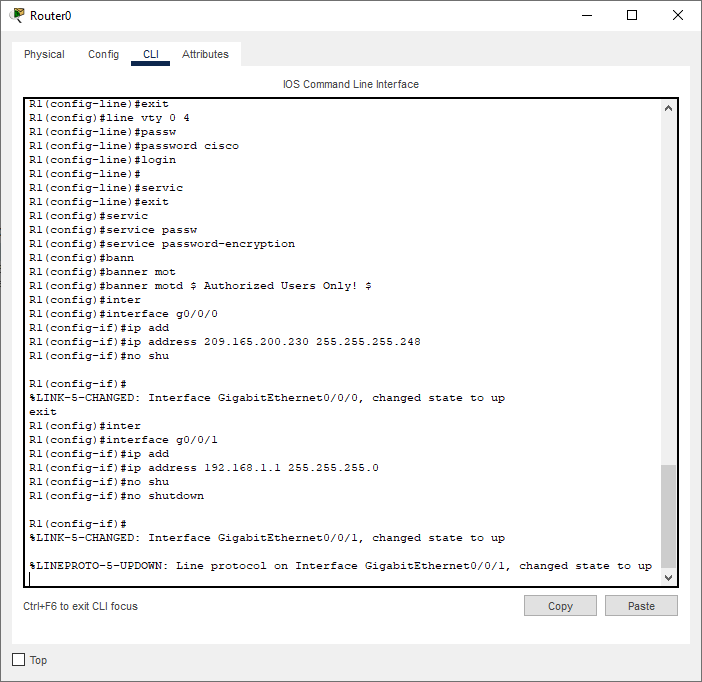 Router0
Physical Config CLI Attributes
IOS Command Line Interface
R1(config-line)#exit
R1(config)#line vty 0 4
R1(config-line)#passw
R1(config-line)#password cisco
R1(config-line)#login
R1(config-line)#
R1(config-line)#servic
R1(config-line)#exit
R1(config)#servic
R1(config)#service passw
R1(config)#service password-encryption
R1(config)#bann
R1(config)#banner mot
R1(config)#banner motd $ Authorized Users Only! $
R1(config)#inter
R1(config)#interface g0/0/0
R1(config-if)#ip add
R1(config-if)#ip address 209.165.200.230 255.255.255.248
R1(config-if)#no shu
R1(config-if)#
%LINK-5-CHANGED: Interface GigabitEthernet0/0/0, changed state to up
exit
R1(config)#inter
R1(config)#interface g0/0/1
R1(config-if)#ip add
R1(config-if)#ip address 192.168.1.1 255.255.255.0
R1(config-if)#no shu
R1(config-if)#no shutdown
R1(config-if)#
%LINK-5-CHANGED: Interface GigabitEthernet0/0/1, changed state to up
%LINEPROTO-5-UPDOWN: Line protocol on Interface GigabitEthernet0/0/1, changed state to up
Ctrl+F6 to exit CLI focus
Copy
Paste
Top